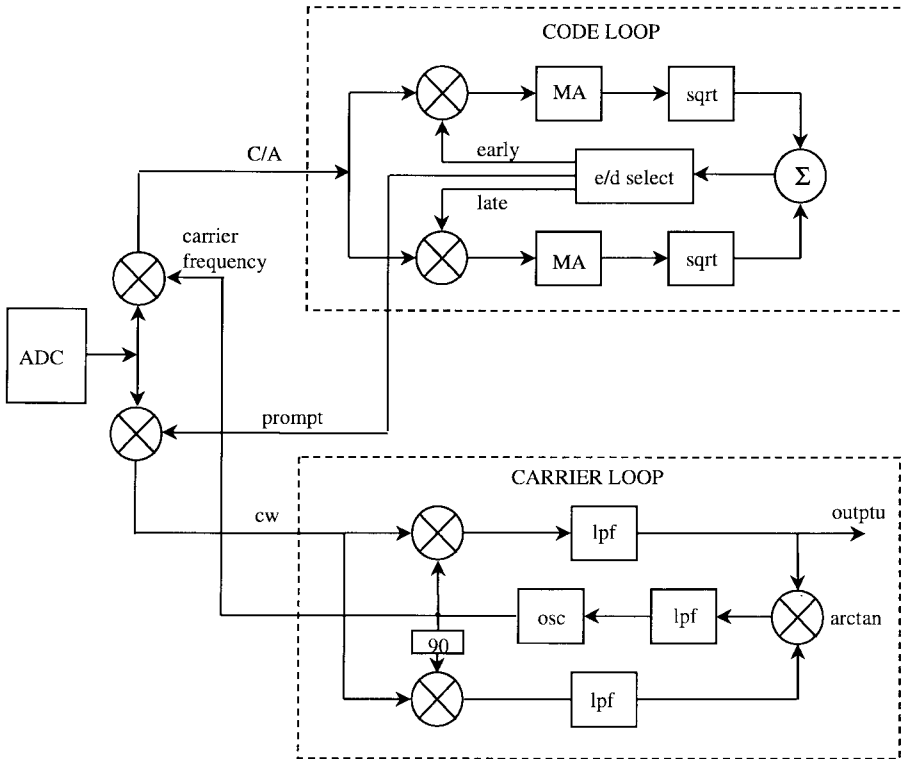 CODE LOOP
MA
sqrt
C/A
early
e/d select
Σ
late
carrier
frequency
MA
sqrt
ADC
prompt
CARRIER LOOP
cw
lpf
outptu
osc
lpf
arctan
90
lpf